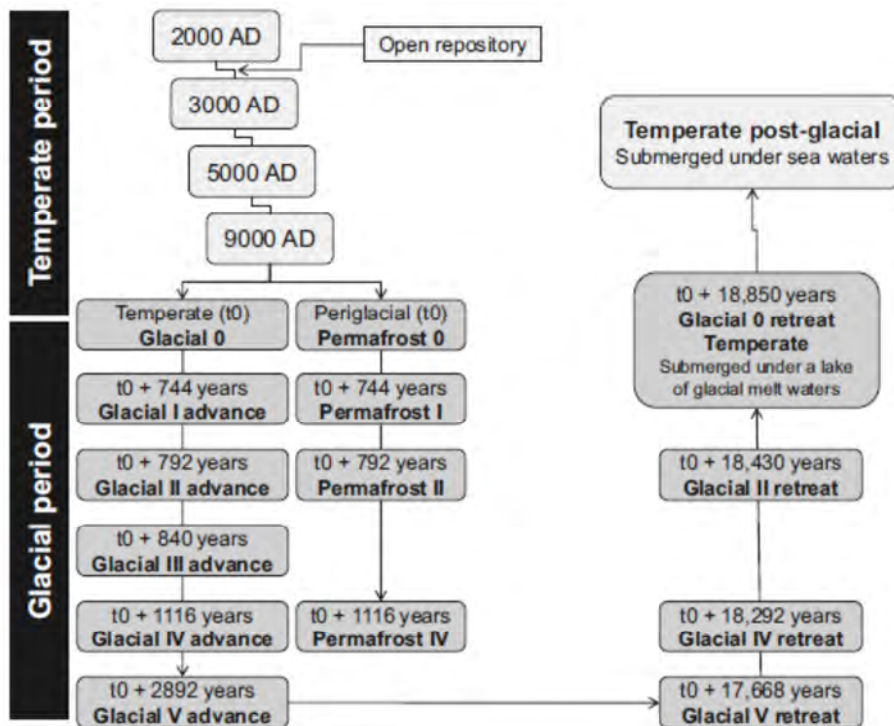 Temperate period
2000 AD
Open repository
3000 AD
5000 AD
9000 AD
Glacial period
Temperate (t0)
Glacial 0
t0 + 744 years
Glacial I advance
t0 + 792 years
Glacial II advance
t0 + 840 years
Glacial III advance
t0 + 1116 years
Glacial IV advance
t0 + 2892 years
Glacial V advance
Periglacial (t0)
Permafrost 0
t0 + 744 years
Permafrost I
t0 + 792 years
Permafrost II
t0 + 1116 years
Permafrost IV
Temperate post-glacial
Submerged under sea waters
t0 + 18,850 years
Glacial 0 retreat
Temperate
Submerged under a lake
of glacial melt waters
t0 + 18,430 years
Glacial II retreat
t0 + 18,292 years
Glacial IV retreat
t0 + 17,668 years
Glacial V retreat